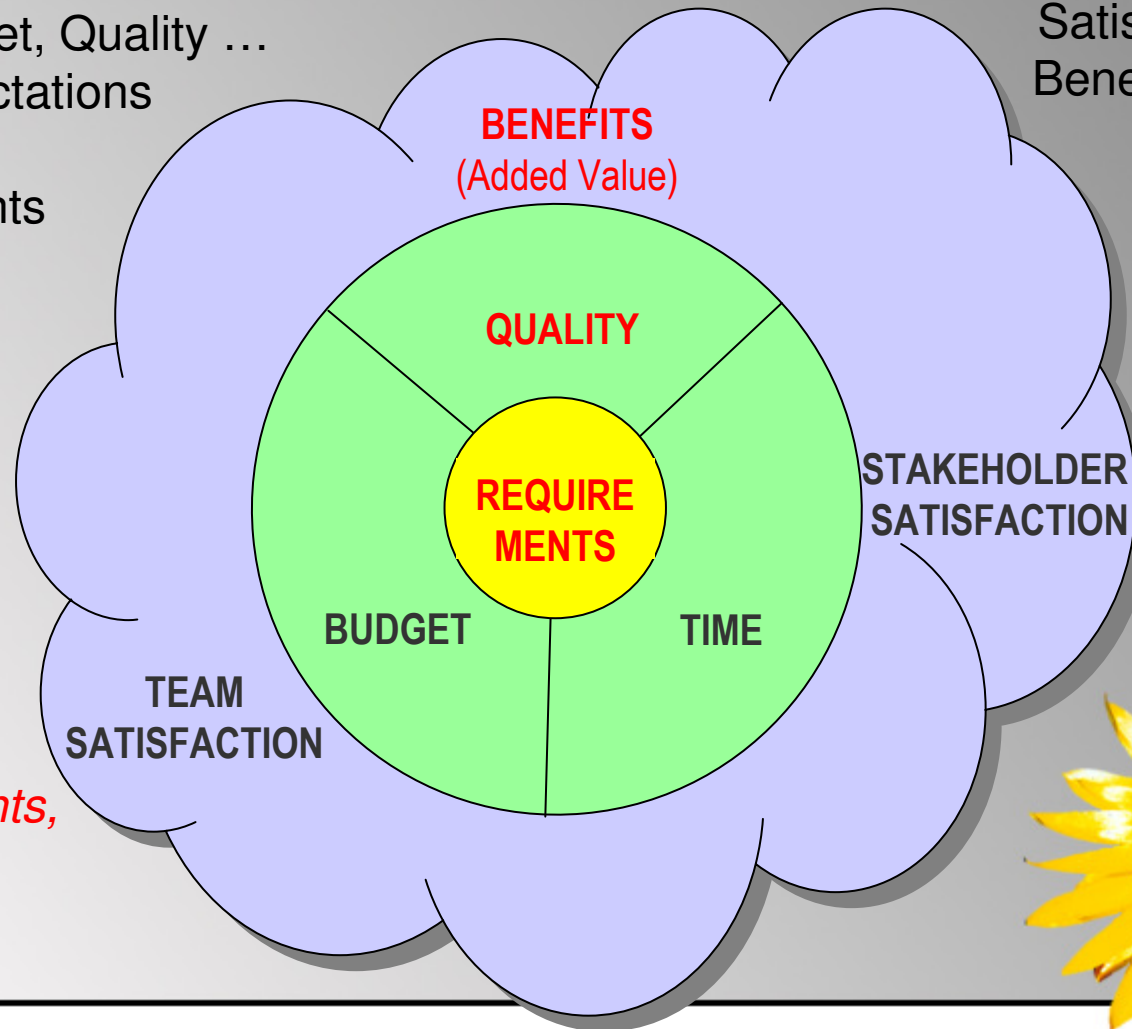 et, Quality …
ctations
nts
Satis
Bene
BENEFITS
(Added Value)
QUALITY
REQUIRE
MENTS
STAKEHOLDER
SATISFACTION
BUDGET
TIME
TEAM
SATISFACTION
nts,